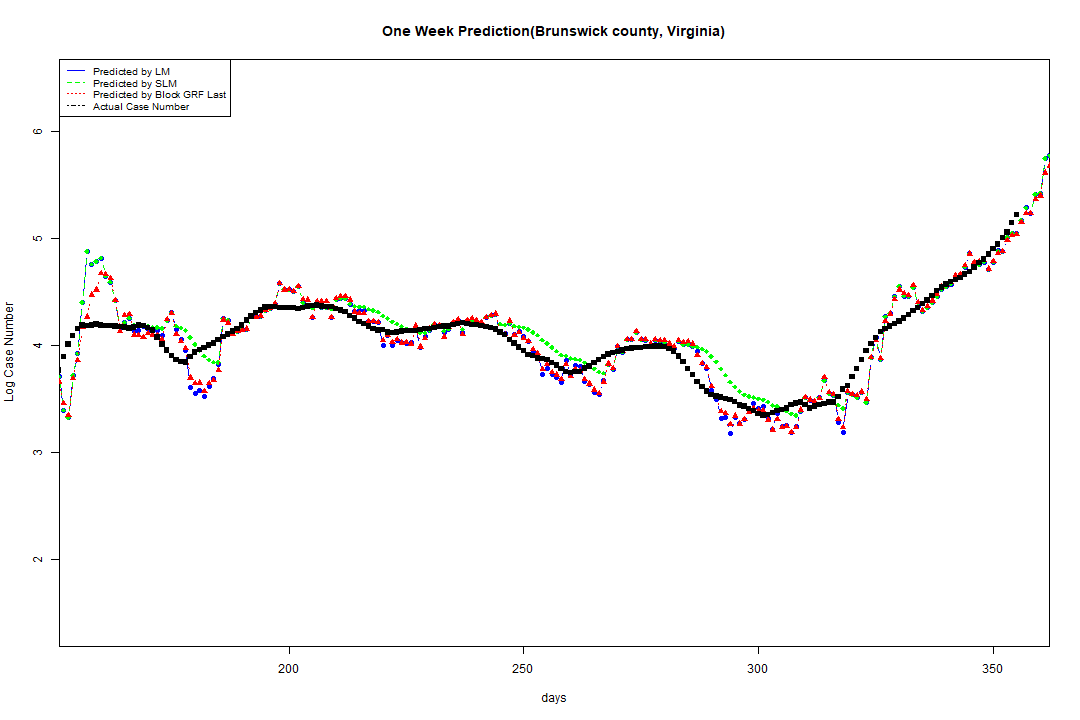 One Week Prediction(Brunswick county, Virginia)
Predicted by LM
Predicted by SLM
Predicted by Block GRF Last
Actual Case Number
6
5
4
3
2
Log Case Number
200 250 300 350
days